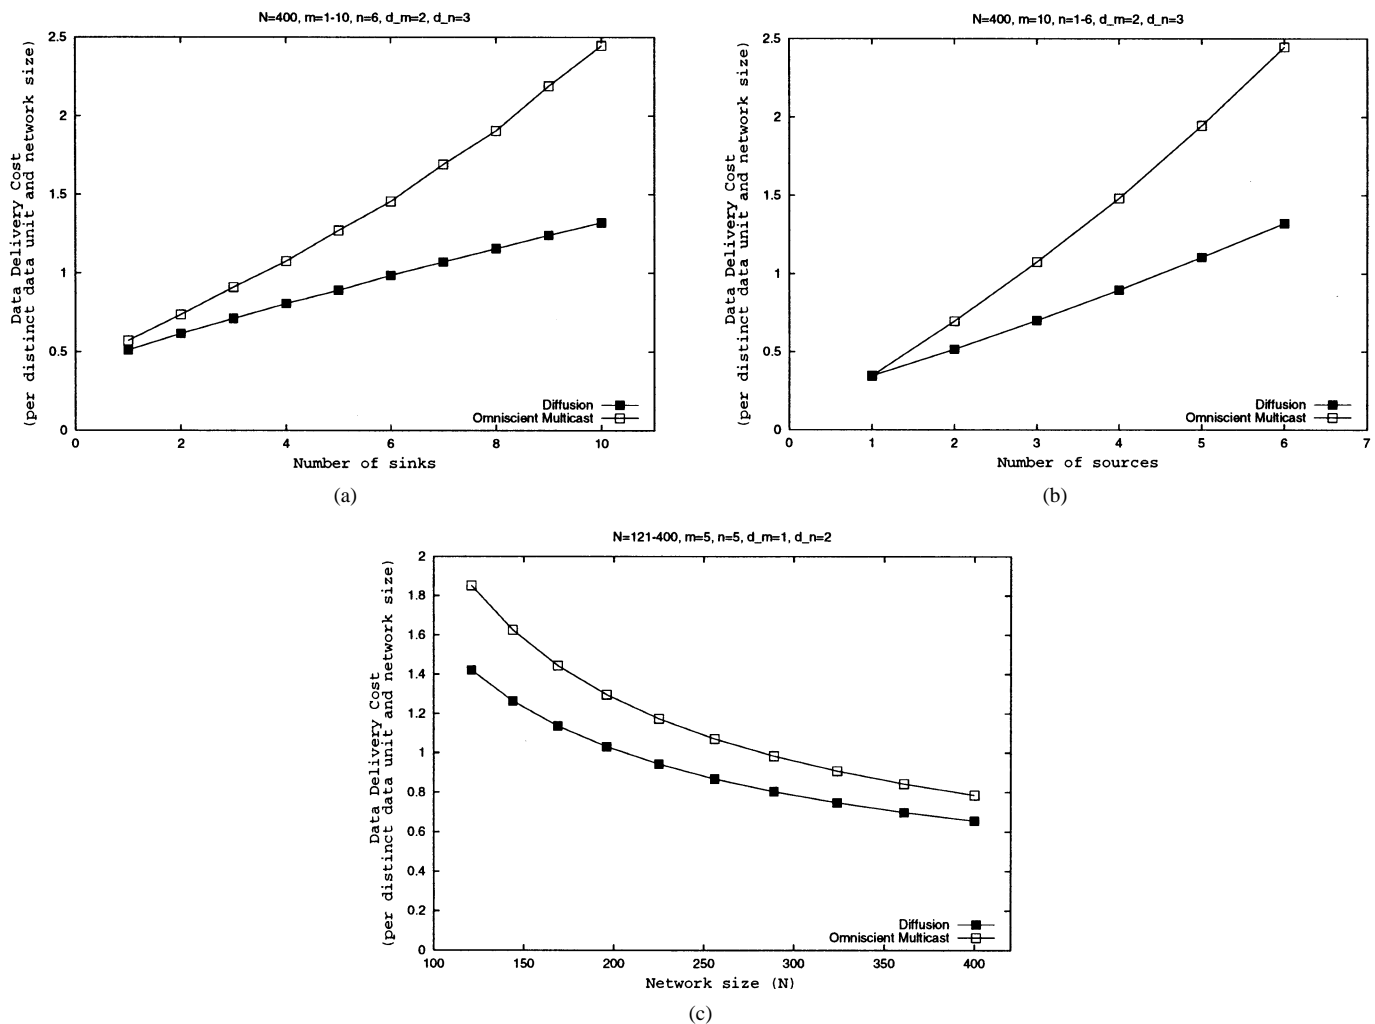 N=400, m=1-10, n=6, d_m=2, d_n=3
Data Delivery Cost
(per distinct data unit and network size)
2.5
2
1.5
1
0.5
0
0 2 4 6 8 10
Number of sinks
Diffusion
Omniscient Multicast
(a)
N=400, m=10, n=1-6, d_m=2, d_n=3
Data Delivery Cost
(per distinct data unit and network size)
2.5
2
1.5
1
0.5
0
0 1 2 3 4 5 6 7
Number of sources
Diffusion
Omniscient Multicast
(b)
N=121-400, m=5, n=5, d_m=1, d_n=2
Data Delivery Cost
(per distinct data unit and network size)
2
1.8
1.6
1.4
1.2
1
0.8
0.6
0.4
0.2
0
100 150 200 250 300 350 400
Network size (N)
Diffusion
Omniscient Multicast
(c)